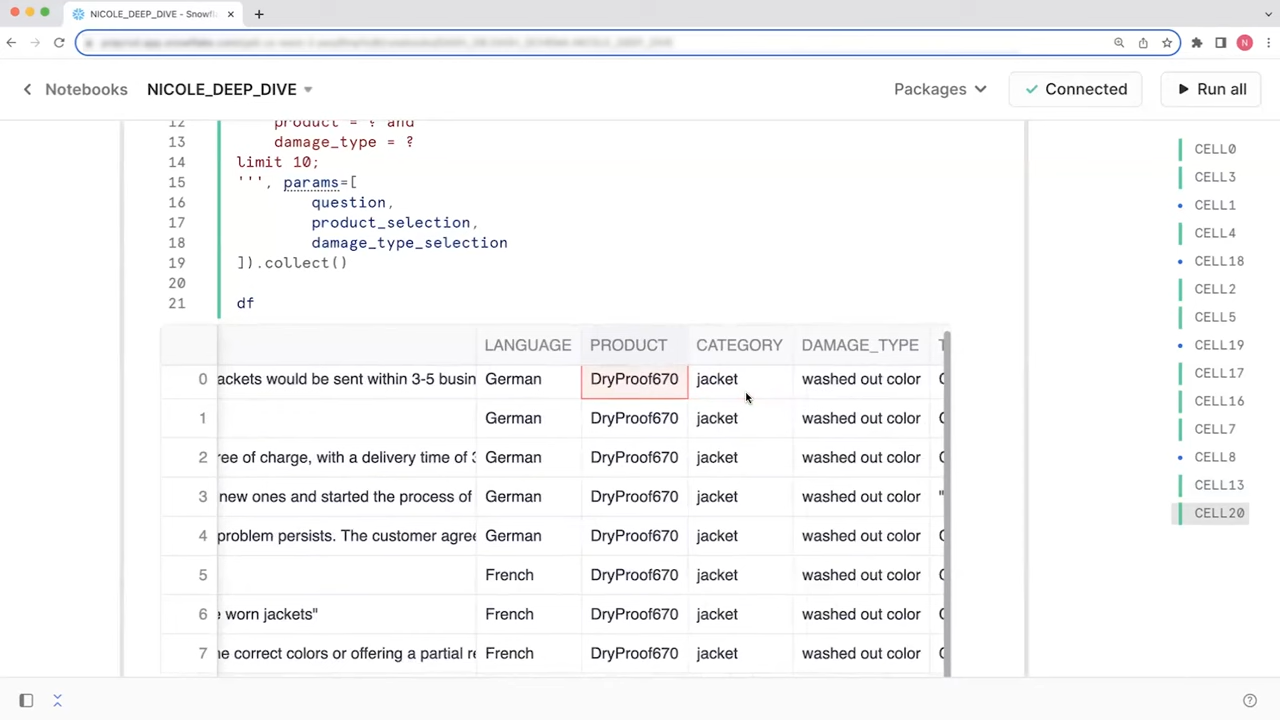 NICOLE_DEEP_DIVE - Snowfl
N
Notebooks NICOLE_DEEP_DIVE Packages Connected Run all
12 product = ? and
13 damage_type = ?
14 limit 10;
15 ''', params=[
16 question,
17 product_selection,
18 damage_type_selection
19 ]).collect()
20
21 df
LANGUAGE PRODUCT CATEGORY DAMAGE_TYPE
0 ackets would be sent within 3-5 busin German DryProof670 jacket washed out color
1 German DryProof670 jacket washed out color
2 ree of charge, with a delivery time of 3 German DryProof670 jacket washed out color
3 new ones and started the process of German DryProof670 jacket washed out color "
4 problem persists. The customer agree German DryProof670 jacket washed out color
5 French DryProof670 jacket washed out color
6 e worn jackets" French DryProof670 jacket washed out color
7 ne correct colors or offering a partial re French DryProof670 jacket washed out color
CELL0
CELL3
CELL1
CELL4
CELL18
CELL2
CELL5
CELL19
CELL17
CELL16
CELL7
CELL8
CELL13
CELL20